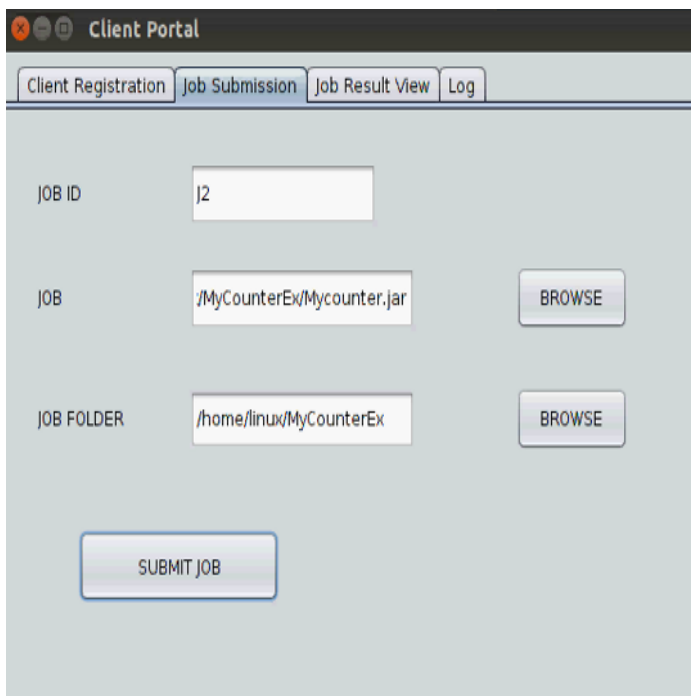 Client Portal
Client Registration Job Submission Job Result View Log
JOB ID J2
JOB :/MyCounterEx/Mycounter.jar BROWSE
JOB FOLDER /home/linux/MyCounterEx BROWSE
SUBMIT JOB